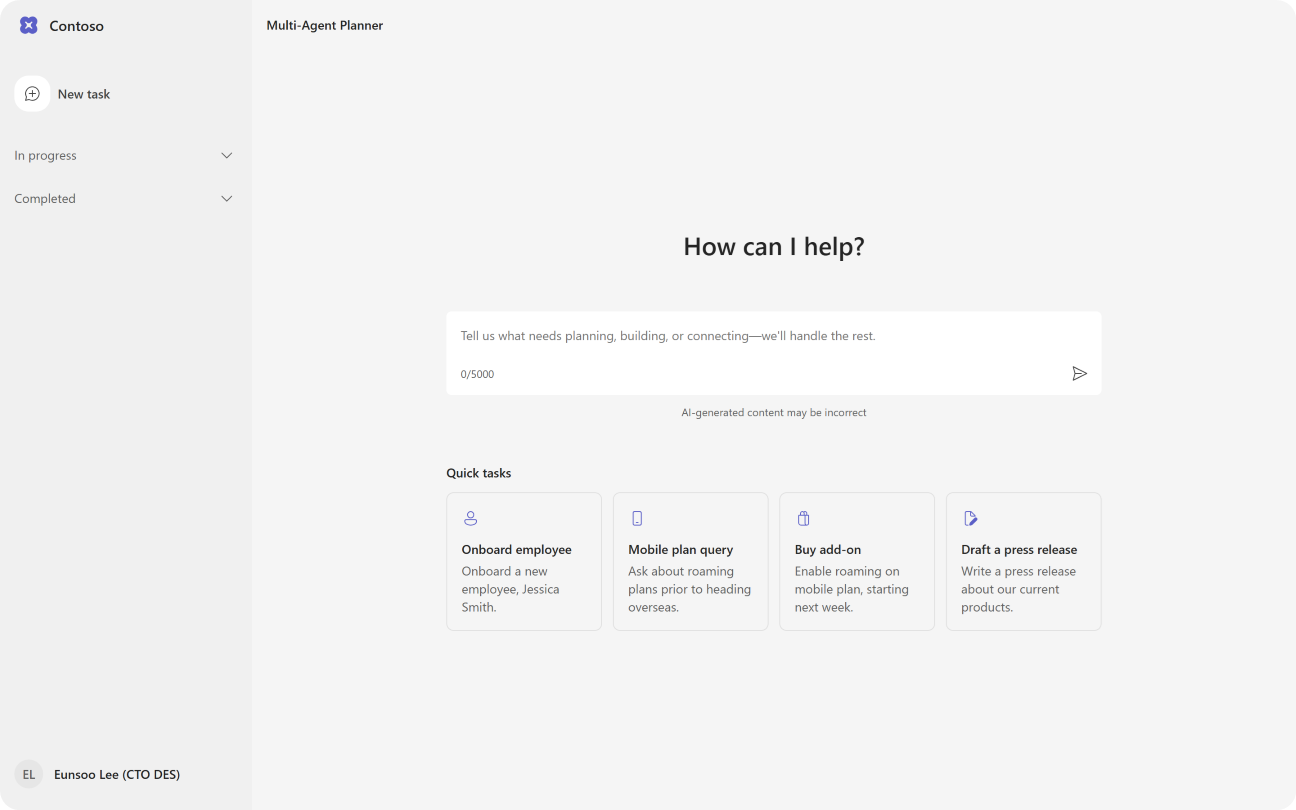 Contoso
Multi-Agent Planner
New task
In progress
Completed
How can I help?
Tell us what needs planning, building, or connecting—we'll handle the rest.
0/5000
AI-generated content may be incorrect
Quick tasks
Onboard employee
Onboard a new
employee, Jessica
Smith.
Mobile plan query
Ask about roaming
plans prior to heading
overseas.
Buy add-on
Enable roaming on
mobile plan, starting
next week.
Draft a press release
Write a press release
about our current
products.
EL
Eunsoo Lee (CTO DES)